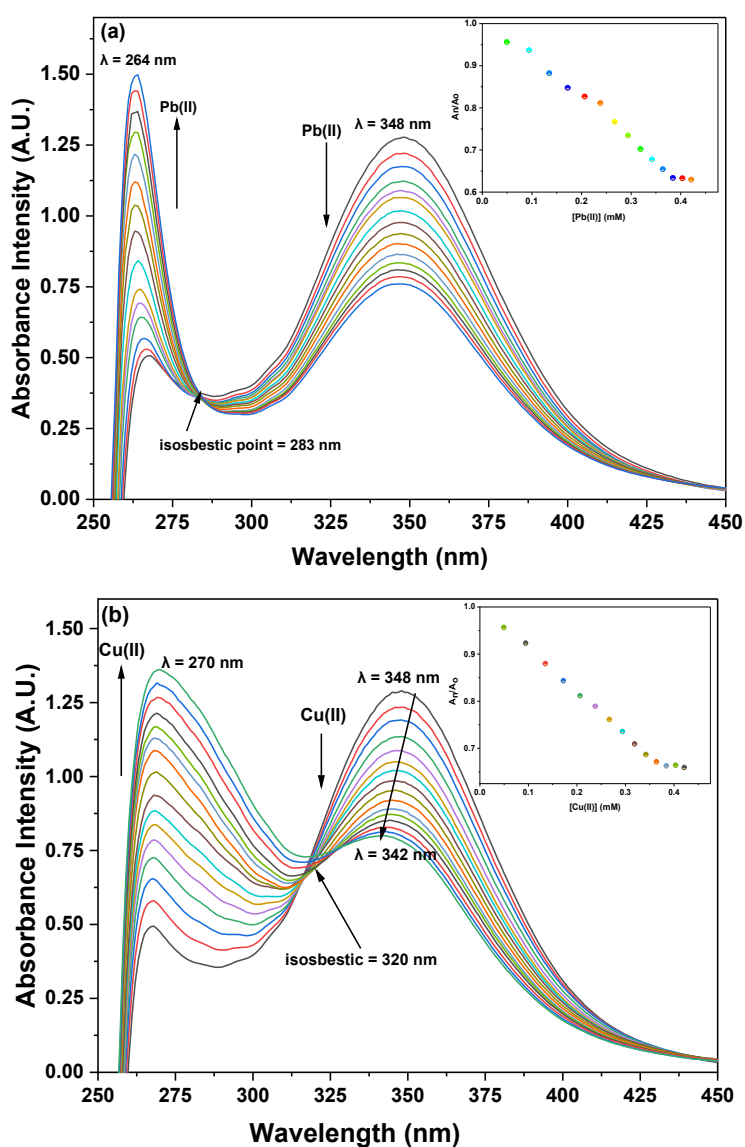 (a)
λ = 264 nm
Pb(II)
Pb(II)
λ = 348 nm
isosbestic point = 283 nm
Absorbance Intensity (A.U.)
1.50
1.25
1.00
0.75
0.50
0.25
0.00
250 275 300 325 350 375 400 425 450
Wavelength (nm)
An/Ao
1.0
0.9
0.8
0.7
0.6
0.0 0.1 0.2 0.3 0.4
[Pb(II)] (mM)
(b)
Cu(II)
λ = 270 nm
Cu(II)
λ = 348 nm
λ = 342 nm
isosbestic = 320 nm
Absorbance Intensity (A.U.)
1.50
1.25
1.00
0.75
0.50
0.25
0.00
250 275 300 325 350 375 400 425 450
Wavelength (nm)
An/Ao
1.0
0.9
0.8
0.7
0.0 0.1 0.2 0.3 0.4
[Cu(II)] (mM)